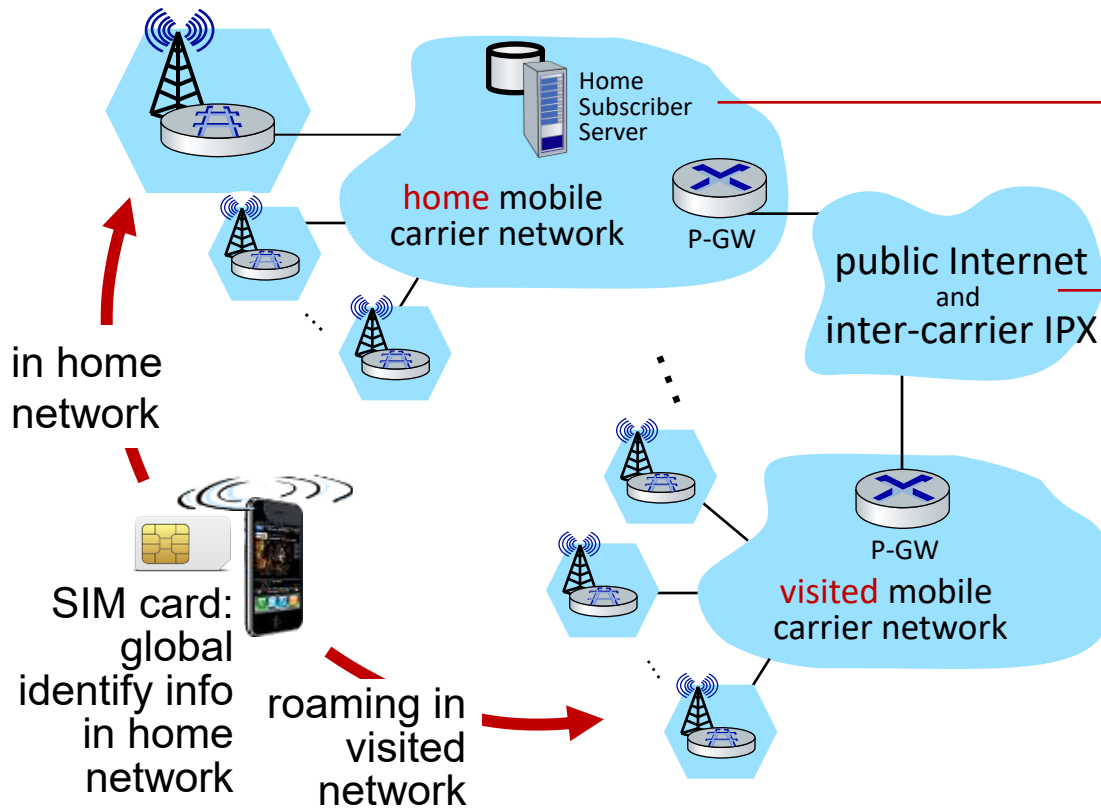 Home
Subscriber
Server
home mobile
carrier network
P-GW
public Internet
and
inter-carrier IPX
in home
network
SIM card:
global
identify info
in home
network
roaming in
visited
network
P-GW
visited mobile
carrier network